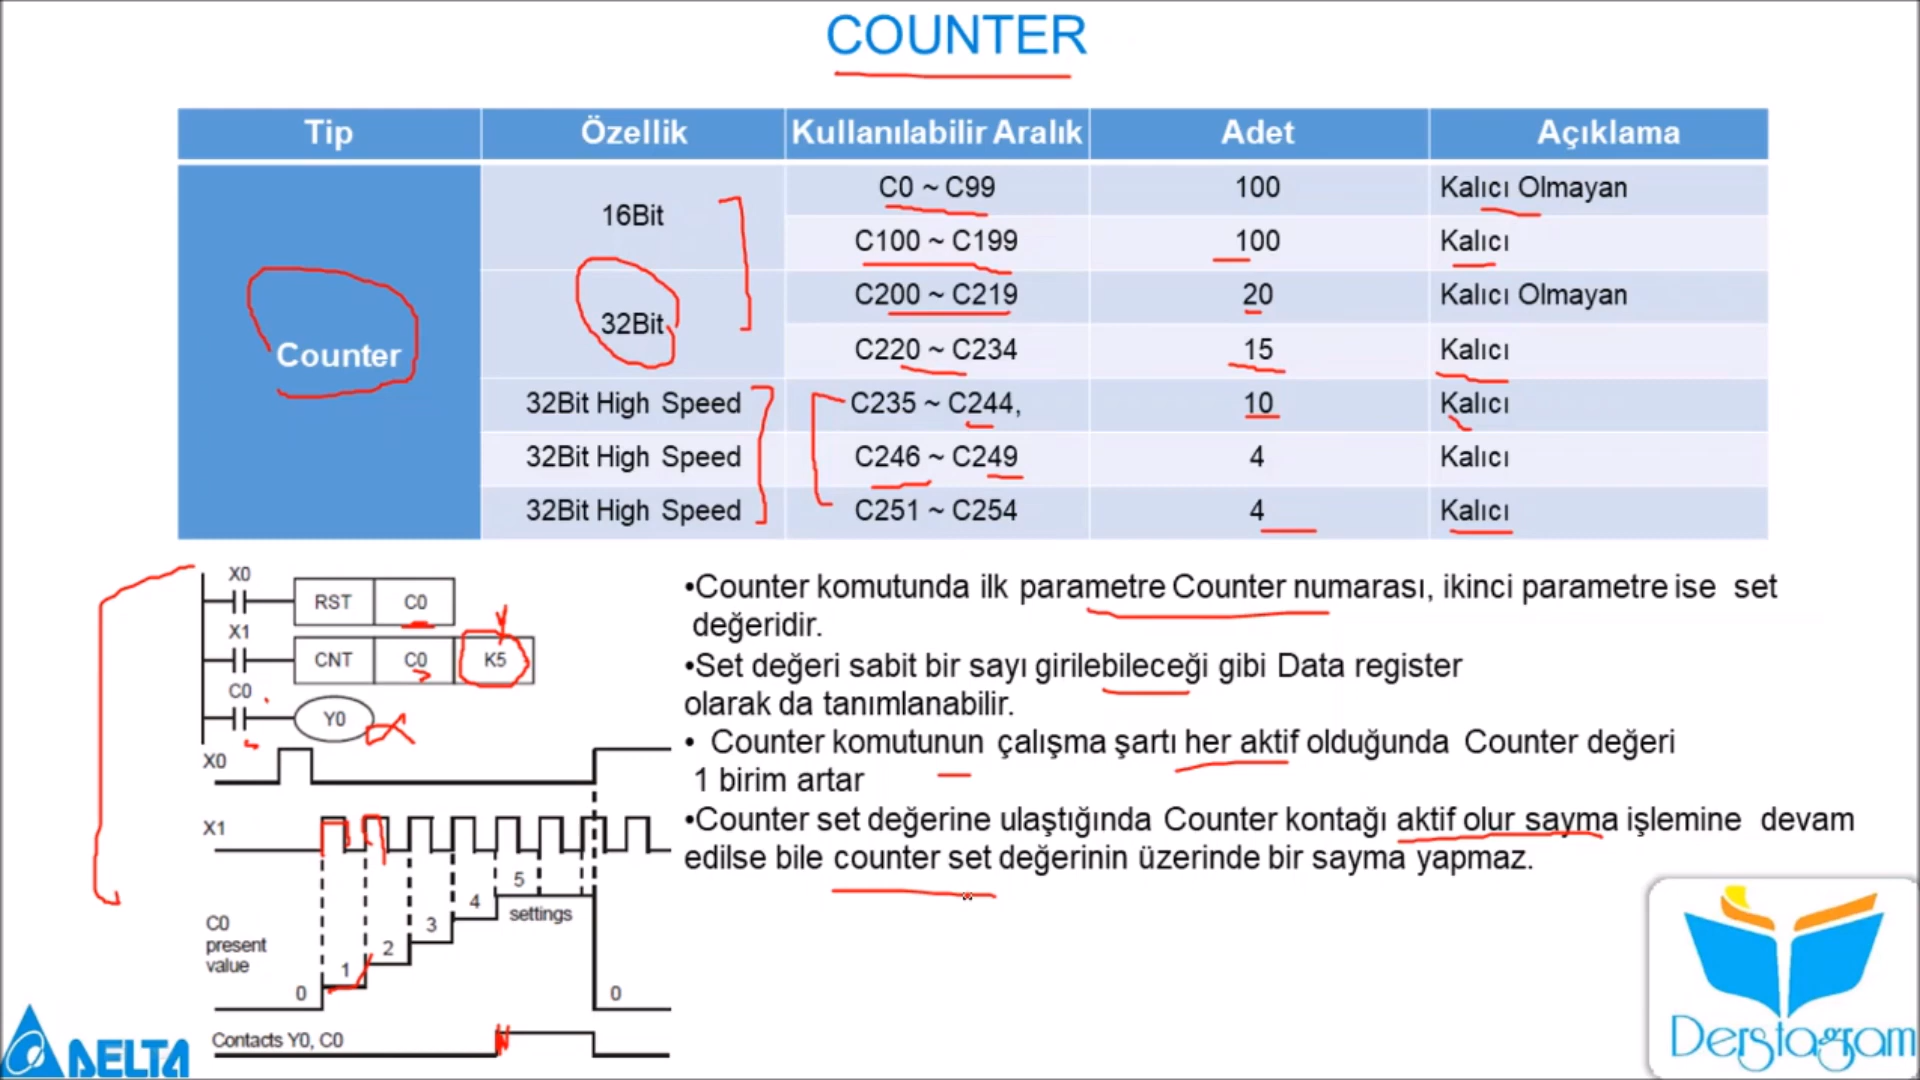 COUNTER
Tip Özellik Kullanılabilir Aralık Adet Açıklama
Counter
16Bit
C0 ~ C99 100 Kalıcı Olmayan
C100 ~ C199 100 Kalıcı
32Bit
C200 ~ C219 20 Kalıcı Olmayan
C220 ~ C234 15 Kalıcı
32Bit High Speed C235 ~ C244, 10 Kalıcı
32Bit High Speed C246 ~ C249 4 Kalıcı
32Bit High Speed C251 ~ C254 4 Kalıcı
X0
RST C0
X1
CNT C0 K5
C0
Y0
X0
X1
C0
present
value
0
1
2
3
4
5
settings
0
Contacts Y0, C0
•Counter komutunda ilk parametre Counter numarası, ikinci parametre ise set
değeridir.
•Set değeri sabit bir sayı girilebileceği gibi Data register
olarak da tanımlanabilir.
• Counter komutunun çalışma şartı her aktif olduğunda Counter değeri
1 birim artar
•Counter set değerine ulaştığında Counter kontağı aktif olur sayma işlemine devam
edilse bile counter set değerinin üzerinde bir sayma yapmaz.
DELTA
Derstagram